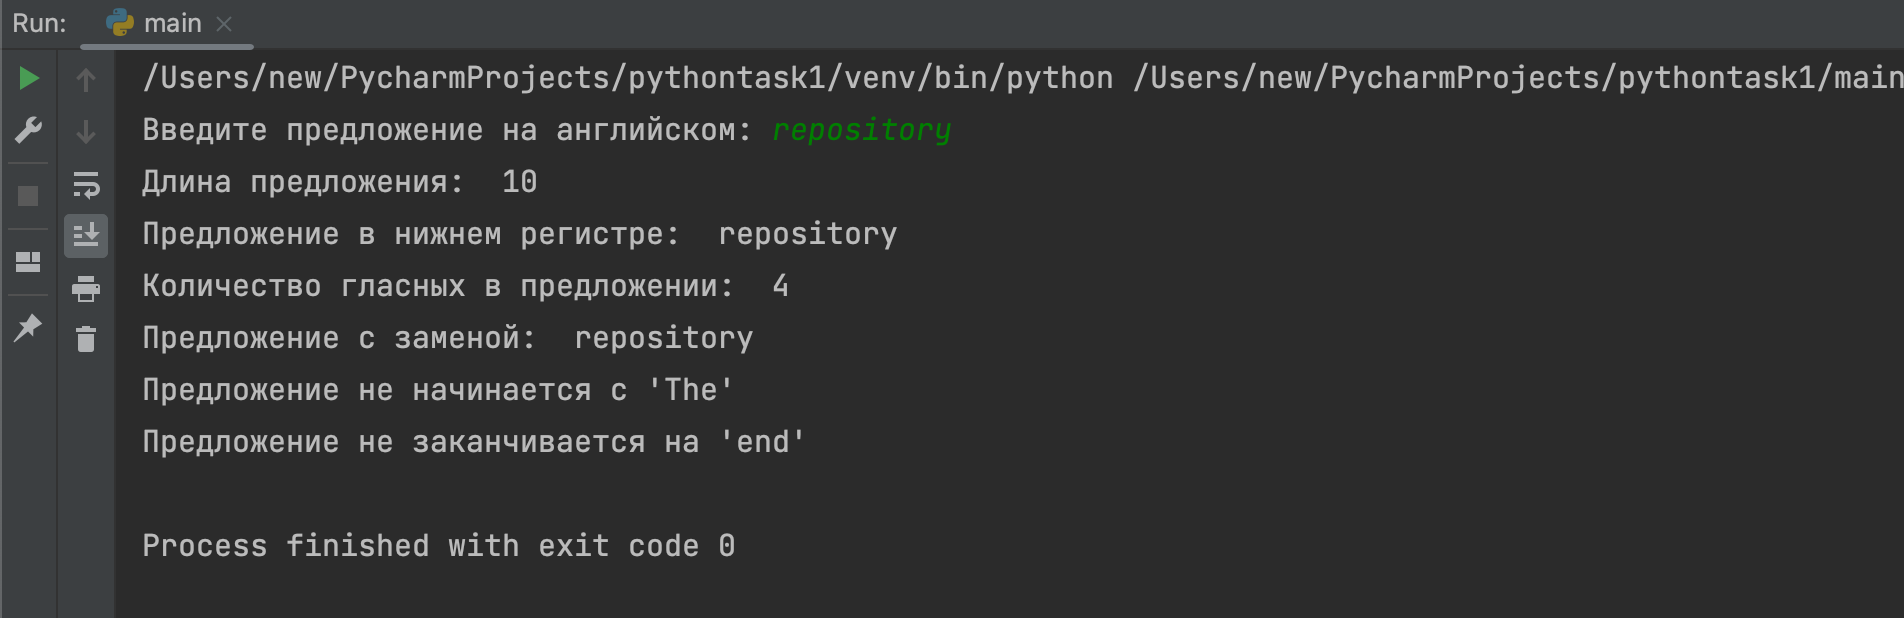 Run: main
/Users/new/PycharmProjects/pythontask1/venv/bin/python /Users/new/PycharmProjects/pythontask1/main
Введите предложение на английском: repository
Длина предложения:  10
Предложение в нижнем регистре:  repository
Количество гласных в предложении:  4
Предложение с заменой:  repository
Предложение не начинается с 'The'
Предложение не заканчивается на 'end'
Process finished with exit code 0